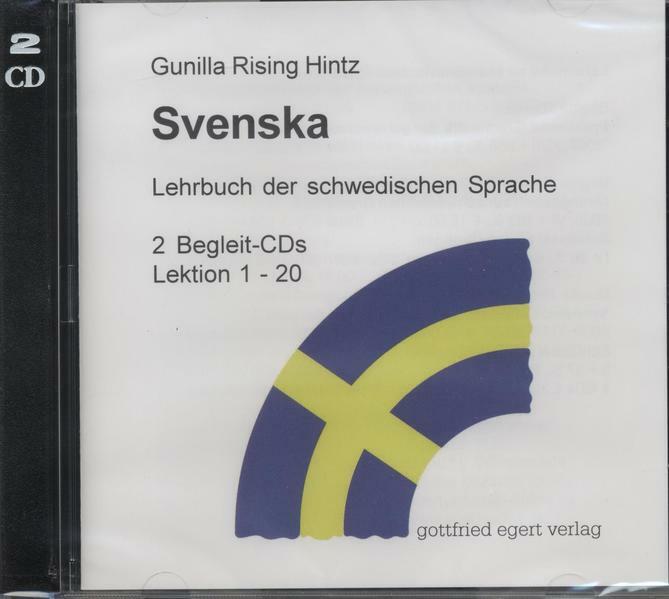 2
CD
Gunilla Rising Hintz
Svenska
Lehrbuch der schwedischen Sprache
2 Begleit-CDs
Lektion 1 - 20
gottfried egert verlag